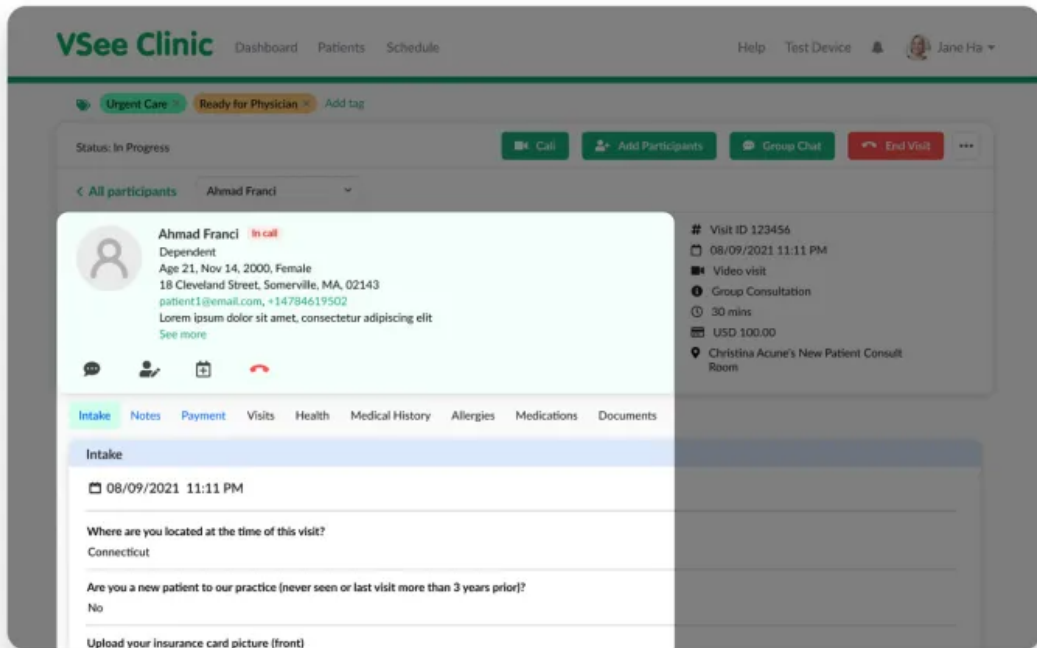 VSee Clinic Dashboard Patients Schedule Help Test Device Jane Ha
Urgent Care × Ready for Physician × Add tag
Status: In Progress Call Add Participants Group Chat End Visit
< All participants Ahmad Franci
Ahmad Franci In call
Dependent
Age 21, Nov 14, 2000, Female
18 Cleveland Street, Somerville, MA, 02143
patient1@email.com, +14784619502
Lorem ipsum dolor sit amet, consectetur adipiscing elit
See more
# Visit ID 123456
08/09/2021 11:11 PM
Video visit
Group Consultation
30 mins
USD 100.00
Christina Acune's New Patient Consult
Room
Intake Notes Payment Visits Health Medical History Allergies Medications Documents
Intake
08/09/2021 11:11 PM
Where are you located at the time of this visit?
Connecticut
Are you a new patient to our practice (never seen or last visit more than 3 years prior)?
No
Upload your insurance card picture (front)